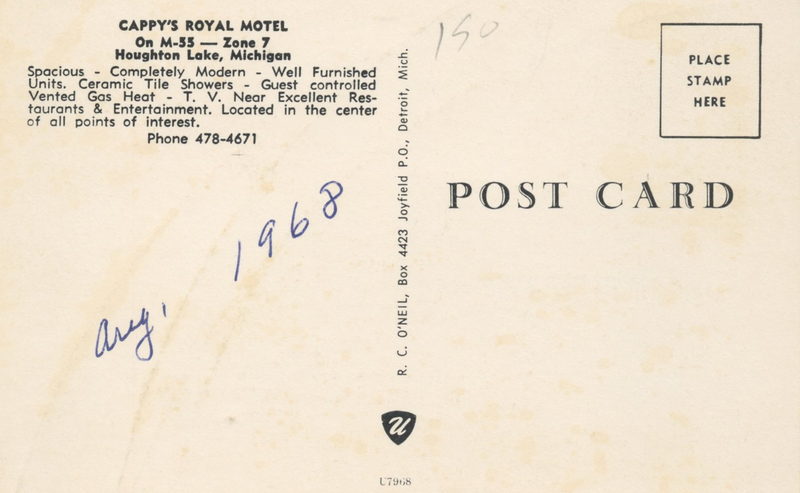 CAPPY'S ROYAL MOTEL
On M-55 — Zone 7
Houghton Lake, Michigan
Spacious - Completely Modern - Well Furnished
Units. Ceramic Tile Showers - Guest controlled
Vented Gas Heat - T. V. Near Excellent Res-
taurants & Entertainment. Located in the center
of all points of interest.
Phone 478-4671
Aug, 1968
R. C. O'NEIL, Box 4423 Joyfield P.O., Detroit, Mich.
U
U7968
150
PLACE
STAMP
HERE
POST CARD